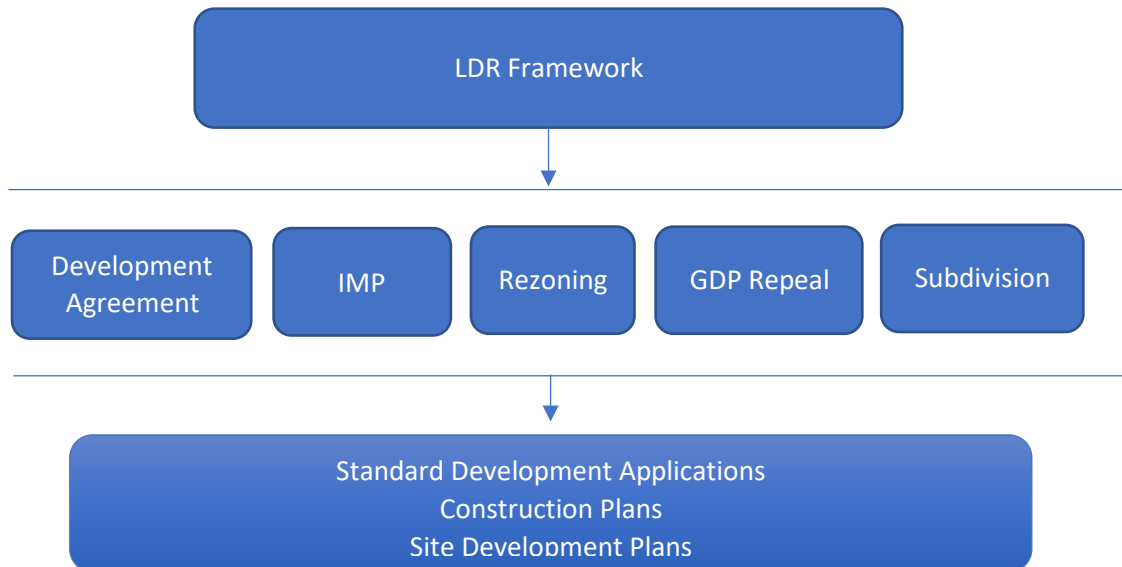 LDR Framework
Development
Agreement
IMP
Rezoning
GDP Repeal
Subdivision
Standard Development Applications
Construction Plans
Site Development Plans